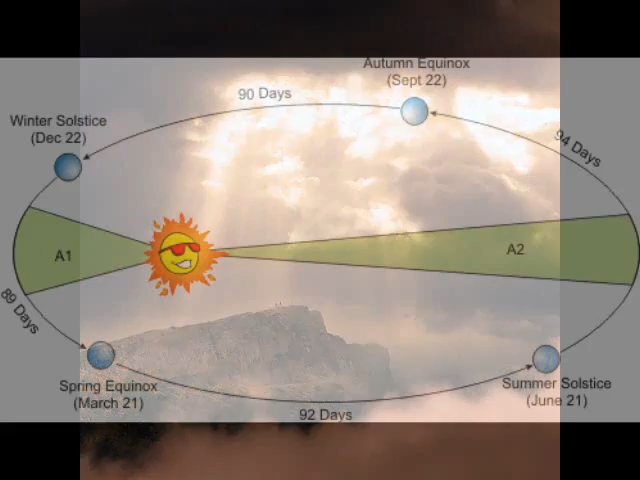 Autumn Equinox
(Sept 22)
90 Days
Winter Solstice
(Dec 22)
94 Days
A1
A2
89 Days
Spring Equinox
(March 21)
Summer Solstice
(June 21)
92 Days